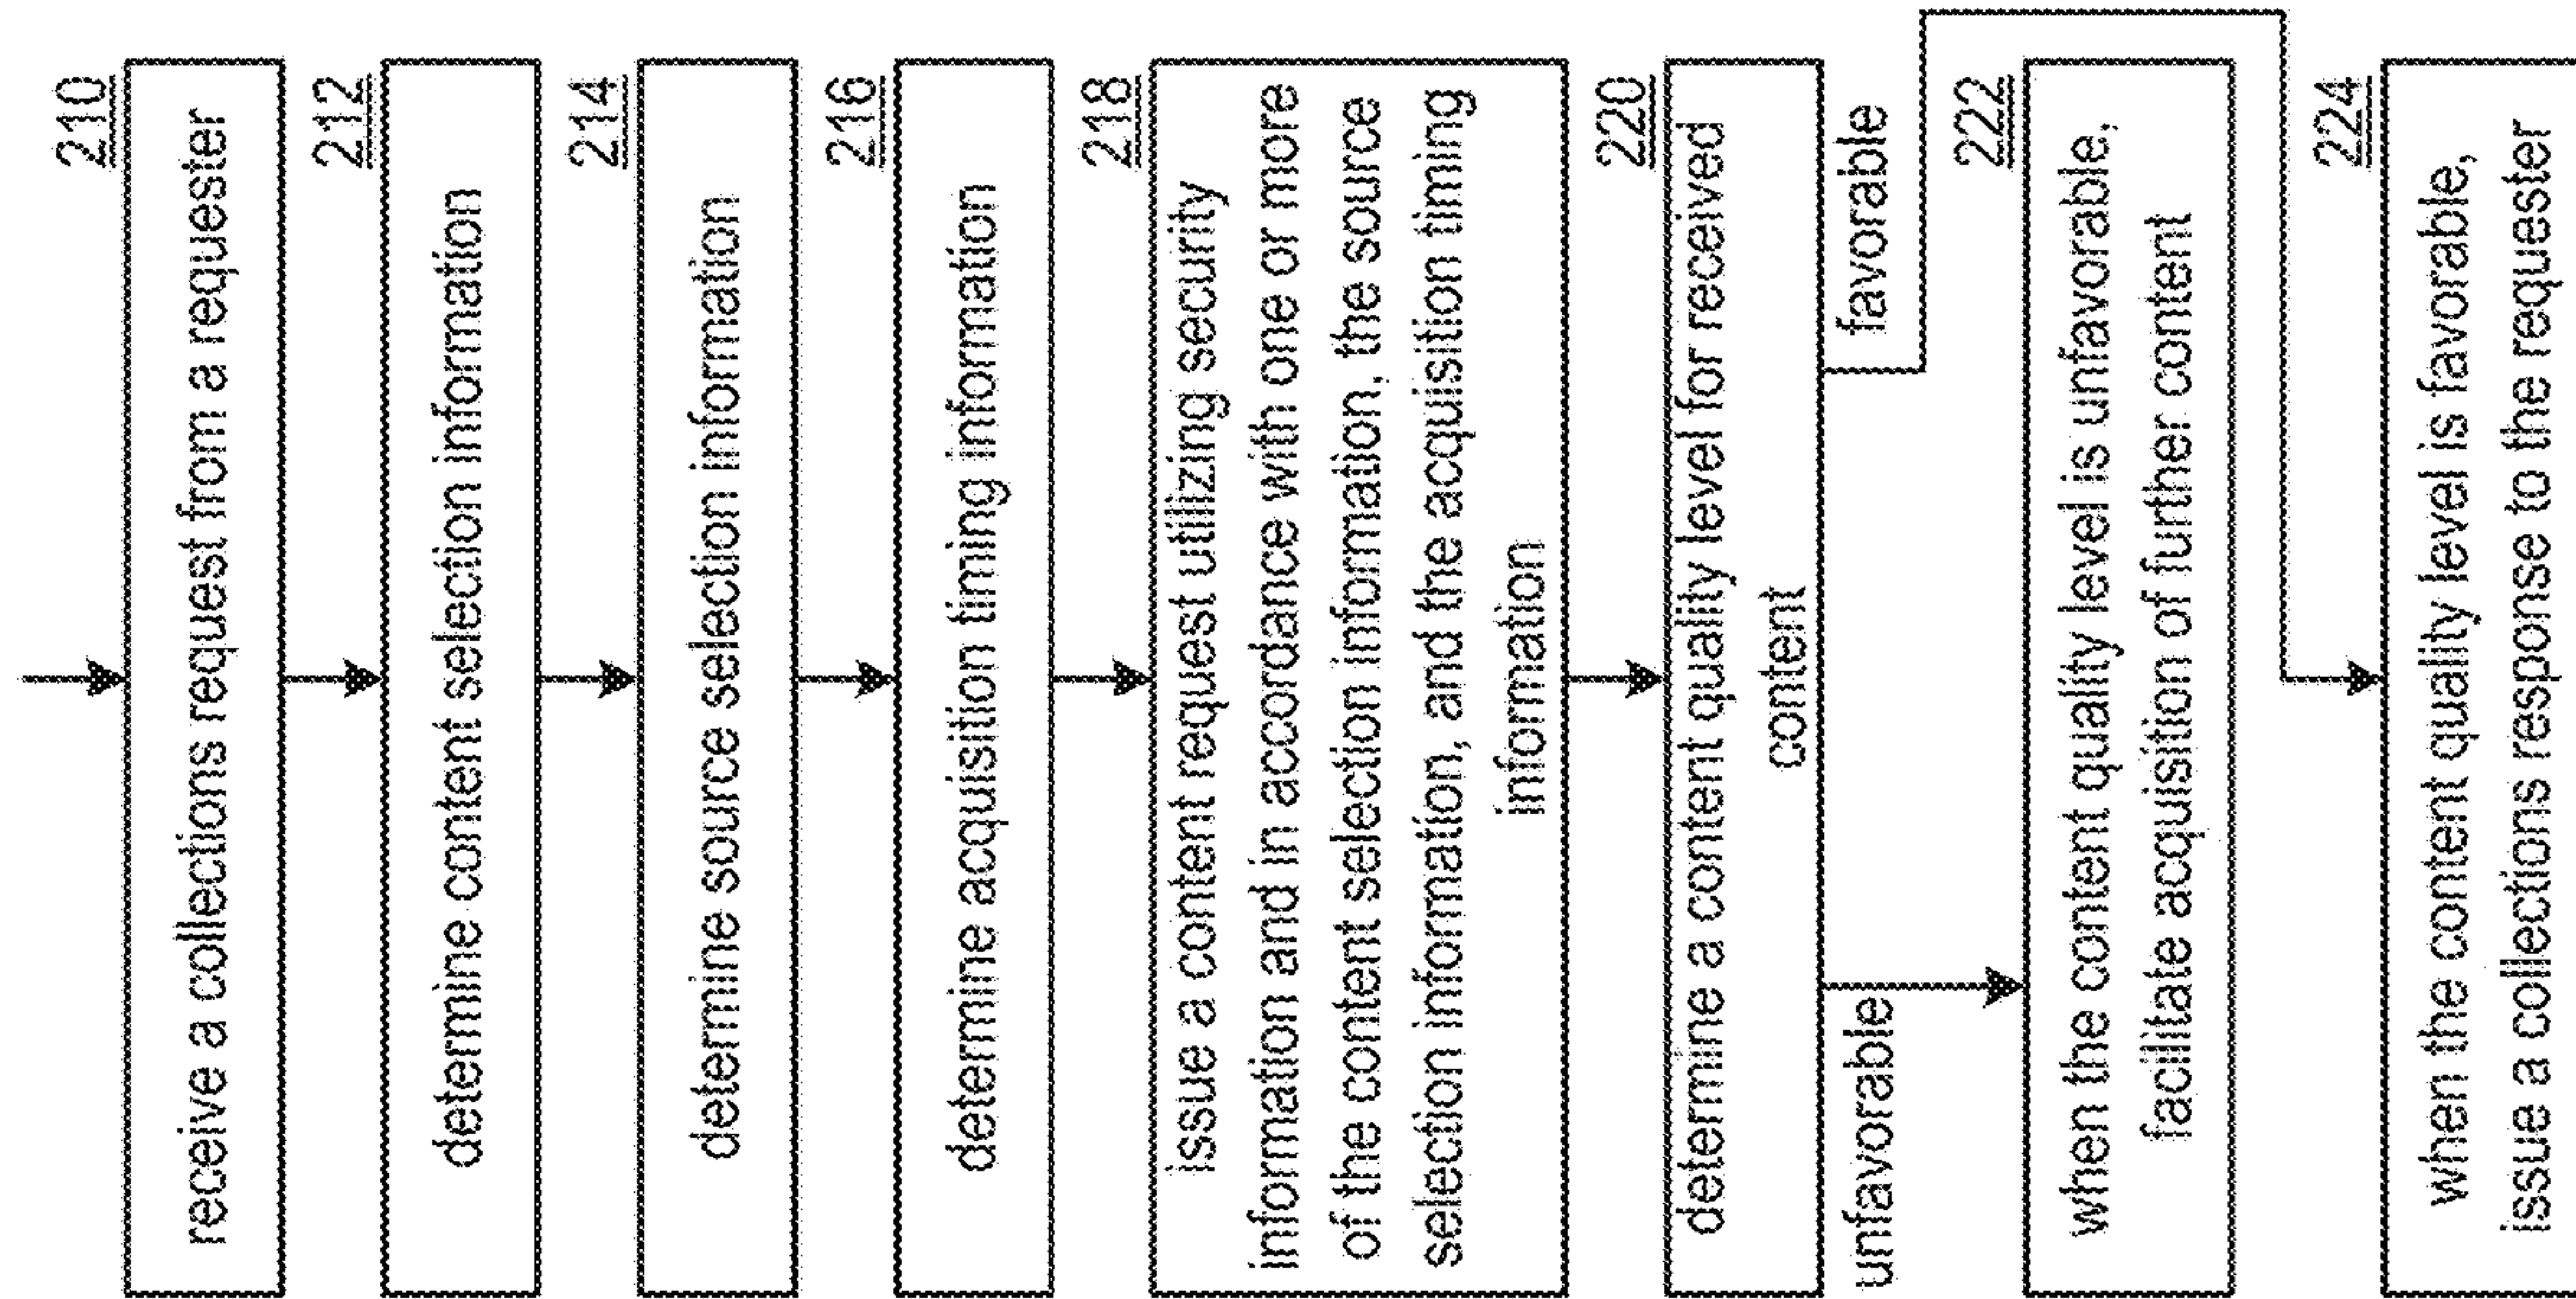 210
receive a collections request from a requester
212
determine content selection information
214
determine source selection information
216
determine acquisition timing information
218
issue a content request utilizing security
information and in accordance with one or more
of the content selection information, the source
selection information, and the acquisition timing
information
220
determine a content quality level for received
content
unfavorable
favorable
222
when the content quality level is unfavorable,
facilitate acquisition of further content
224
when the content quality level is favorable,
issue a collections response to the requester